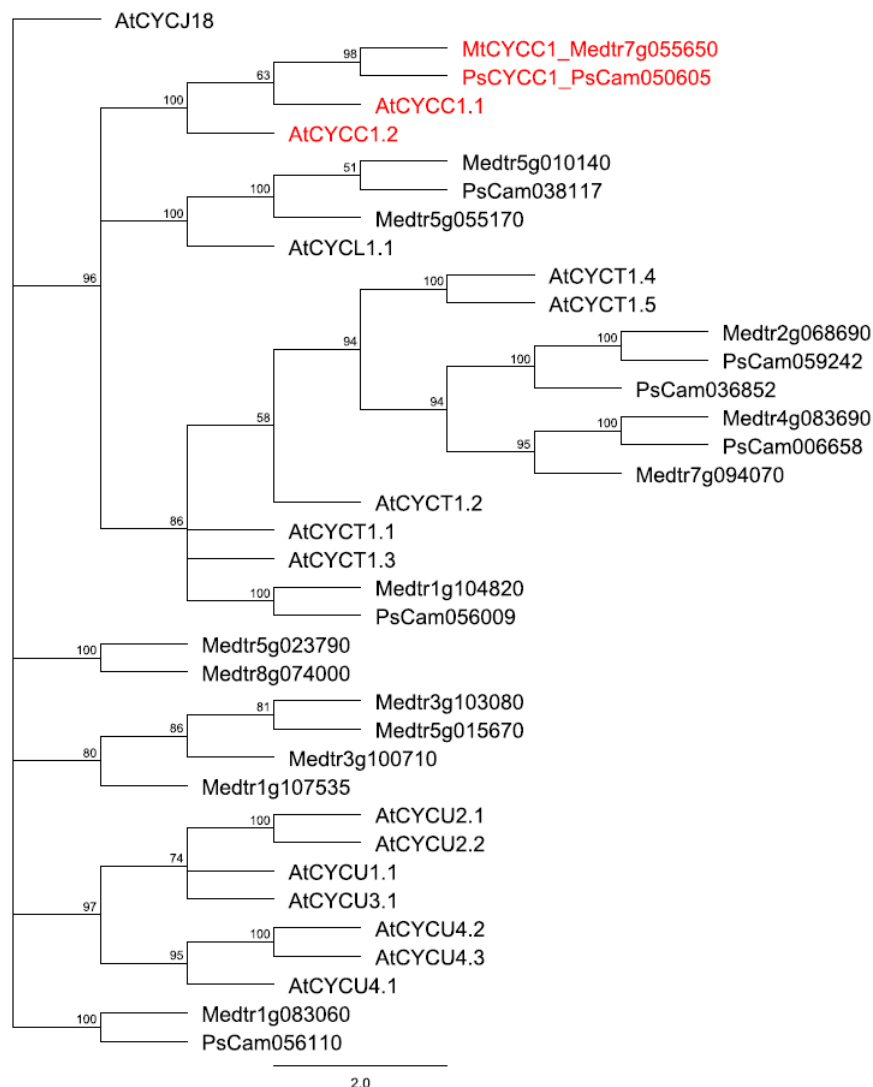 AtCYCJ18
98 MtCYCC1_Medtr7g055650
63 PsCYCC1_PsCam050605
100 AtCYCC1.1
AtCYCC1.2
51 Medtr5g010140
100 PsCam038117
100 Medtr5g055170
AtCYCL1.1
96 100 AtCYCT1.4
AtCYCT1.5
100 Medtr2g068690
94 100 PsCam059242
PsCam036852
58 94 100 Medtr4g083690
95 PsCam006658
Medtr7g094070
AtCYCT1.2
86 AtCYCT1.1
AtCYCT1.3
100 Medtr1g104820
PsCam056009
100 Medtr5g023790
Medtr8g074000
81 Medtr3g103080
86 Medtr5g015670
80 Medtr3g100710
Medtr1g107535
100 AtCYCU2.1
74 AtCYCU2.2
AtCYCU1.1
97 AtCYCU3.1
100 AtCYCU4.2
95 AtCYCU4.3
AtCYCU4.1
100 Medtr1g083060
PsCam056110
2.0